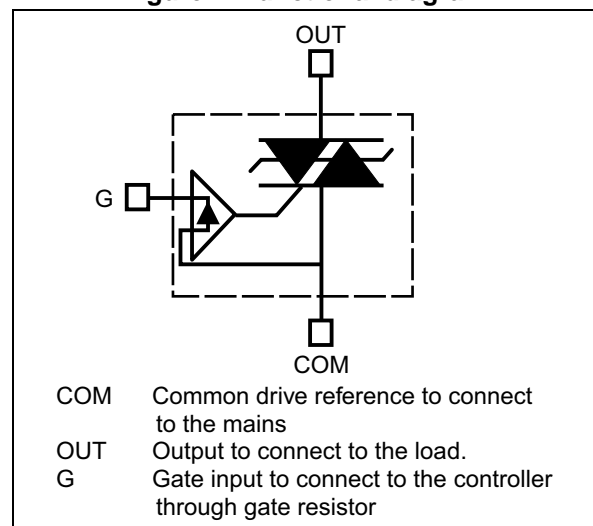 OUT
G
COM
COM Common drive reference to connect
to the mains
OUT Output to connect to the load.
G Gate input to connect to the controller
through gate resistor